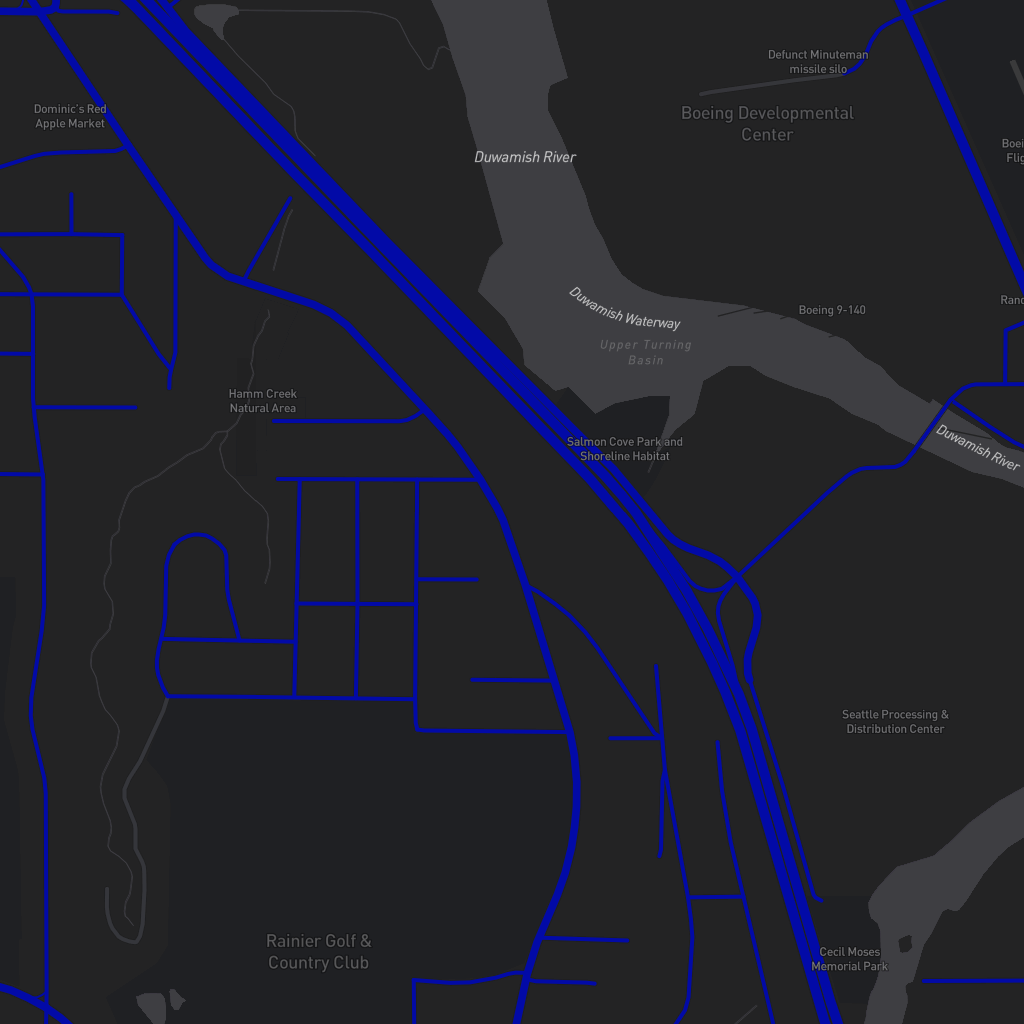 Defunct Minuteman
missile silo
Dominic's Red
Apple Market
Boeing Developmental
Center
Duwamish River
Boei
Flig
Duwamish Waterway
Ranc
Boeing 9-140
Upper Turning
Basin
Hamm Creek
Natural Area
Salmon Cove Park and
Shoreline Habitat
Duwamish River
Seattle Processing &
Distribution Center
Rainier Golf &
Country Club
Cecil Moses
Memorial Park